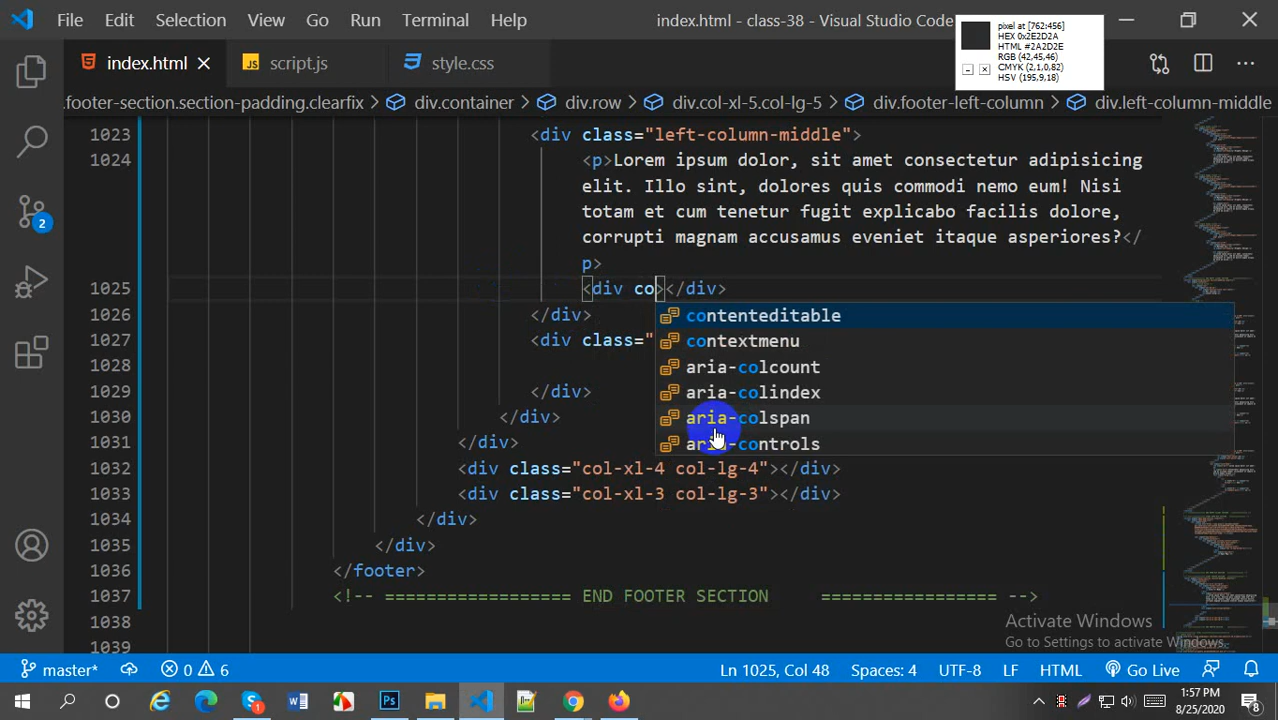 File Edit Selection View Go Run Terminal Help index.html - class-38 - Visual Studio Code
pixel at [762:456]
HEX 0x2E2D2A
HTML #2A2D2E
RGB (42,45,46)
CMYK (2,1,0,82)
HSV (195,9,18)
index.html script.js style.css
.footer-section.section-padding.clearfix > div.container > div.row > div.col-xl-5.col-lg-5 > div.footer-left-column > div.left-column-middle
1023 <div class="left-column-middle">
1024 <p>Lorem ipsum dolor, sit amet consectetur adipisicing
elit. Illo sint, dolores quis commodi nemo eum! Nisi
totam et cum tenetur fugit explicabo facilis dolore,
corrupti magnam accusamus eveniet itaque asperiores?</
p>
1025 <div co></div>
contenteditable
contextmenu
aria-colcount
aria-colindex
aria-colspan
aria-controls
1026 </div>
1027 <div class="
1028
1029 </div>
1030 </div>
1031 </div>
1032 <div class="col-xl-4 col-lg-4"></div>
1033 <div class="col-xl-3 col-lg-3"></div>
1034 </div>
1035 </div>
1036 </footer>
1037 <!-- ================== END FOOTER SECTION ================= -->
1038
1039
Activate Windows
Go to Settings to activate Windows.
master* 0 6 Ln 1025, Col 48 Spaces: 4 UTF-8 LF HTML Go Live
2
1 1:57 PM
8/25/2020 8